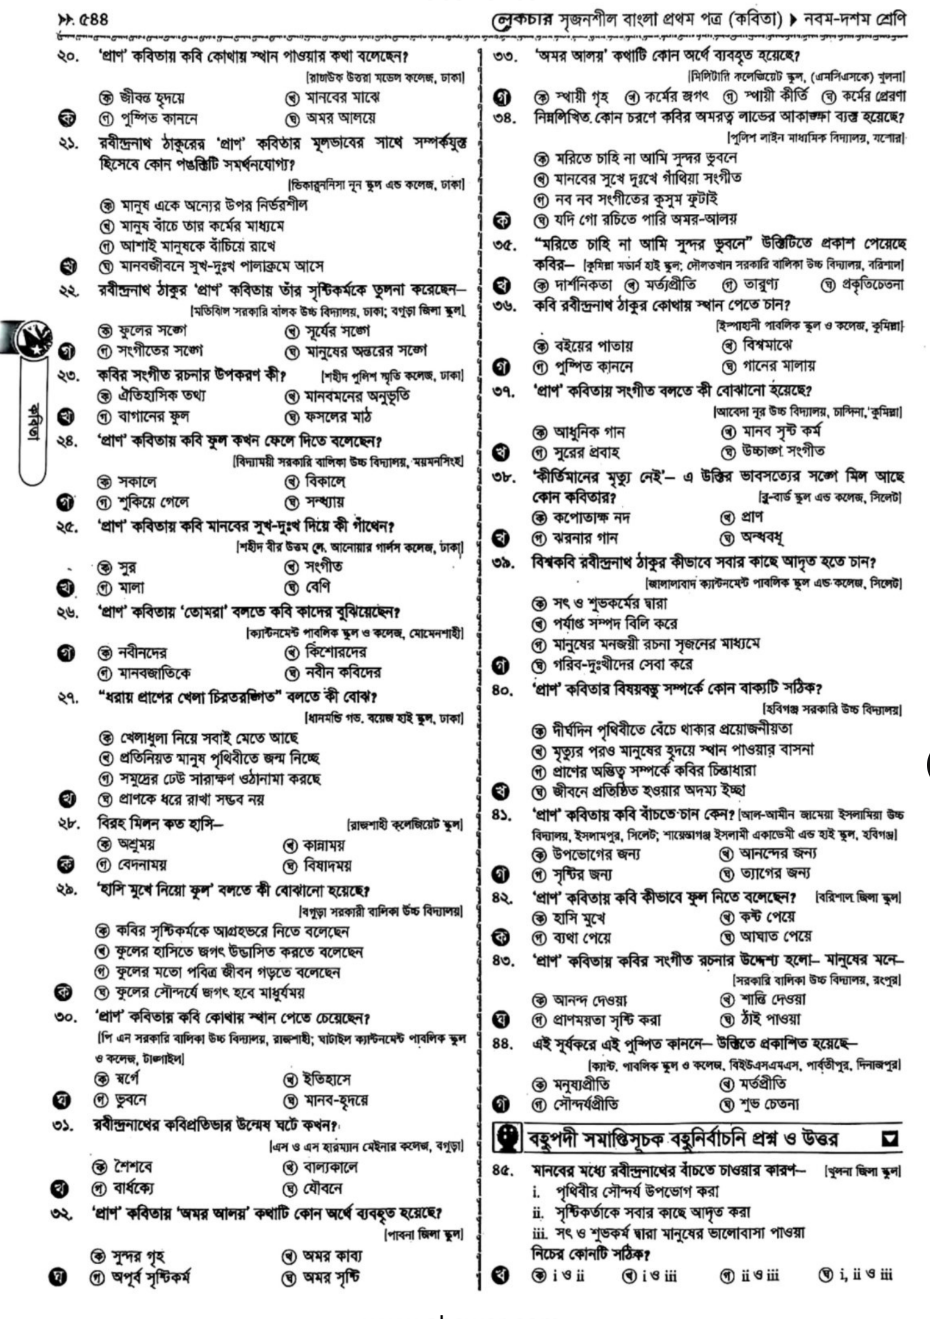 ৫৪৪
লেকচার সৃজনশীল বাংলা প্রথম পত্র (কবিতা) ▶ নবম-দশম শ্রেণি
২০. 'প্রাণ' কবিতায় কবি কোথায় স্থান পাওয়ার কথা বলেছেন?
[রাজউক উত্তরা মডেল কলেজ, ঢাকা]
ক জীবন্ত হৃদয়ে খ মানবের মাঝে
ক গ পুষ্পিত কাননে ঘ অমর আলয়ে
২১. রবীন্দ্রনাথ ঠাকুরের 'প্রাণ' কবিতার মূলভাবের সাথে সম্পর্কযুক্ত
হিসেবে কোন পঙক্তিটি সমর্থনযোগ্য?
[ভিকারুননিসা নূন স্কুল এন্ড কলেজ, ঢাকা]
ক মানুষ একে অন্যের উপর নির্ভরশীল
খ মানুষ বাঁচে তার কর্মের মাধ্যমে
গ আশাই মানুষকে বাঁচিয়ে রাখে
খ ঘ মানবজীবনে সুখ-দুঃখ পালাক্রমে আসে
২২. রবীন্দ্রনাথ ঠাকুর 'প্রাণ' কবিতায় তাঁর সৃষ্টিকর্মকে তুলনা করেছেন–
[মতিঝিল সরকারি বালক উচ্চ বিদ্যালয়, ঢাকা; বগুড়া জিলা স্কুল]
ক ফুলের সঙ্গে খ সূর্যের সঙ্গে
গ গ সংগীতের সঙ্গে ঘ মানুষের অন্তরের সঙ্গে
২৩. কবির সংগীত রচনার উপকরণ কী? [শহীদ পুলিশ স্মৃতি কলেজ, ঢাকা]
ক ঐতিহাসিক তথ্য খ মানবমনের অনুভূতি
খ গ বাগানের ফুল ঘ ফসলের মাঠ
কবিতা
২৪. 'প্রাণ' কবিতায় কবি ফুল কখন ফেলে দিতে বলেছেন?
[বিদ্যাময়ী সরকারি বালিকা উচ্চ বিদ্যালয়, ময়মনসিংহ]
ক সকালে খ বিকালে
গ গ শুকিয়ে গেলে ঘ সন্ধ্যায়
২৫. 'প্রাণ' কবিতায় কবি মানবের সুখ-দুঃখ দিয়ে কী গাঁথেন?
[শহীদ বীর উত্তম লে. আনোয়ার গার্লস কলেজ, ঢাকা]
ক সুর খ সংগীত
খ গ মালা ঘ বেণি
২৬. 'প্রাণ' কবিতায় 'তোমরা' বলতে কবি কাদের বুঝিয়েছেন?
[ক্যান্টনমেন্ট পাবলিক স্কুল ও কলেজ, মোমেনশাহী]
গ ক নবীনদের খ কিশোরদের
গ মানবজাতিকে ঘ নবীন কবিদের
২৭. "ধরায় প্রাণের খেলা চিরতরঙ্গিত" বলতে কী বোঝ?
[ধানমন্ডি গভ. বয়েজ হাই স্কুল, ঢাকা]
ক খেলাধুলা নিয়ে সবাই মেতে আছে
খ প্রতিনিয়ত মানুষ পৃথিবীতে জন্ম নিচ্ছে
গ সমুদ্রের ঢেউ সারাক্ষণ ওঠানামা করছে
খ ঘ প্রাণকে ধরে রাখা সম্ভব নয়
২৮. বিরহ মিলন কত হাসি– [রাজশাহী কলেজিয়েট স্কুল]
ক অশ্রুময় খ কান্নাময়
ক গ বেদনাময় ঘ বিষাদময়
২৯. 'হাসি মুখে নিয়ো ফুল' বলতে কী বোঝানো হয়েছে?
[বগুড়া সরকারী বালিকা উচ্চ বিদ্যালয়]
ক কবির সৃষ্টিকর্মকে আগ্রহভরে নিতে বলেছেন
খ ফুলের হাসিতে জগৎ উদ্ভাসিত করতে বলেছেন
গ ফুলের মতো পবিত্র জীবন গড়তে বলেছেন
ক ঘ ফুলের সৌন্দর্যে জগৎ হবে মাধুর্যময়
৩০. 'প্রাণ' কবিতার কবি কোথায় স্থান পেতে চেয়েছেন?
[পি এন সরকারি বালিকা উচ্চ বিদ্যালয়, রাজশাহী; ঘাটাইল ক্যান্টনমেন্ট পাবলিক স্কুল
ও কলেজ, টাঙ্গাইল]
ক স্বর্গে খ ইতিহাসে
ঘ গ ভুবনে ঘ মানব-হৃদয়ে
৩১. রবীন্দ্রনাথের কবিপ্রতিভার উন্মেষ ঘটে কখন?
[এস ও এস হারম্যান মেইনার কলেজ, বগুড়া]
ক শৈশবে খ বাল্যকালে
খ গ বার্ধক্যে ঘ যৌবনে
৩২. 'প্রাণ' কবিতায় 'অমর আলয়' কথাটি কোন অর্থে ব্যবহৃত হয়েছে?
[পাবনা জিলা স্কুল]
ক সুন্দর গৃহ খ অমর কাব্য
ঘ গ অপূর্ব সৃষ্টিকর্ম ঘ অমর সৃষ্টি
৩৩. 'অমর আলয়' কথাটি কোন অর্থে ব্যবহৃত হয়েছে?
[মিলিটারি কলেজিয়েট স্কুল, (এমসিএসকে) খুলনা]
গ ক স্থায়ী গৃহ খ কর্মের জগৎ গ স্থায়ী কীর্তি ঘ কর্মের প্রেরণা
৩৪. নিম্নলিখিত কোন চরণে কবির অমরত্ব লাভের আকাঙ্ক্ষা ব্যক্ত হয়েছে?
[পুলিশ লাইন মাধ্যমিক বিদ্যালয়, যশোর]
ক মরিতে চাহি না আমি সুন্দর ভুবনে
খ মানবের সুখে দুঃখে গাঁথিয়া সংগীত
গ নব নব সংগীতের কুসুম ফুটাই
ক ঘ যদি গো রচিতে পারি অমর-আলয়
৩৫. "মরিতে চাহি না আমি সুন্দর ভুবনে" উক্তিটিতে প্রকাশ পেয়েছে
কবির– [কুমিল্লা মডার্ন হাই স্কুল; দৌলতখান সরকারি বালিকা উচ্চ বিদ্যালয়, বরিশাল]
খ ক দার্শনিকতা খ মর্ত্যপ্রীতি গ তারুণ্য ঘ প্রকৃতিচেতনা
৩৬. কবি রবীন্দ্রনাথ ঠাকুর কোথায় স্থান পেতে চান?
[ইস্পাহানী পাবলিক স্কুল ও কলেজ, কুমিল্লা]
ক বইয়ের পাতায় খ বিশ্বমাঝে
গ গ পুষ্পিত কাননে ঘ গানের মালায়
৩৭. 'প্রাণ' কবিতায় সংগীত বলতে কী বোঝানো হয়েছে?
[আবেদা নূর উচ্চ বিদ্যালয়, চান্দিনা, কুমিল্লা]
ক আধুনিক গান খ মানব সৃষ্ট কর্ম
খ গ সুরের প্রবাহ ঘ উচ্চাঙ্গ সংগীত
৩৮. 'কীর্তিমানের মৃত্যু নেই'– এ উক্তির ভাবসত্যের সঙ্গে মিল আছে
কোন কবিতার? [ব্লু-বার্ড স্কুল এন্ড কলেজ, সিলেট]
ক কপোতাক্ষ নদ খ প্রাণ
খ গ ঝরনার গান ঘ অন্ধবধূ
৩৯. বিশ্বকবি রবীন্দ্রনাথ ঠাকুর কীভাবে সবার কাছে আদৃত হতে চান?
[জালালাবাদ ক্যান্টনমেন্ট পাবলিক স্কুল এন্ড কলেজ, সিলেট]
ক সৎ ও শুভকর্মের দ্বারা
খ পর্যাপ্ত সম্পদ বিলি করে
গ মানুষের মনজয়ী রচনা সৃজনের মাধ্যমে
গ ঘ গরিব-দুঃখীদের সেবা করে
৪০. 'প্রাণ' কবিতার বিষয়বস্তু সম্পর্কে কোন বাক্যটি সঠিক?
[হবিগঞ্জ সরকারি উচ্চ বিদ্যালয়]
ক দীর্ঘদিন পৃথিবীতে বেঁচে থাকার প্রয়োজনীয়তা
খ মৃত্যুর পরও মানুষের হৃদয়ে স্থান পাওয়ার বাসনা
গ প্রাণের অস্তিত্ব সম্পর্কে কবির চিন্তাধারা
খ ঘ জীবনে প্রতিষ্ঠিত হওয়ার অদম্য ইচ্ছা
৪১. 'প্রাণ' কবিতায় কবি বাঁচতে চান কেন? [আল-আমীন জামেয়া ইসলামিয়া উচ্চ
বিদ্যালয়, ইসলামপুর, সিলেট; শায়েস্তাগঞ্জ ইসলামী একাডেমী এন্ড হাই স্কুল, হবিগঞ্জ]
ক উপভোগের জন্য খ আনন্দের জন্য
গ গ সৃষ্টির জন্য ঘ ত্যাগের জন্য
৪২. 'প্রাণ' কবিতায় কবি কীভাবে ফুল নিতে বলেছেন? [বরিশাল জিলা স্কুল]
ক হাসি মুখে খ কষ্ট পেয়ে
ক গ ব্যথা পেয়ে ঘ আঘাত পেয়ে
৪৩. 'প্রাণ' কবিতায় কবির সংগীত রচনার উদ্দেশ্য হলো– মানুষের মনে–
[সরকারি বালিকা উচ্চ বিদ্যালয়, রংপুর]
ক আনন্দ দেওয়া খ শান্তি দেওয়া
ঘ গ প্রাণময়তা সৃষ্টি করা ঘ ঠাঁই পাওয়া
৪৪. এই সূর্যকরে এই পুষ্পিত কাননে– উক্তিতে প্রকাশিত হয়েছে–
[ক্যান্ট. পাবলিক স্কুল ও কলেজ, বিইউএসএমএস, পার্বতীপুর, দিনাজপুর]
ক মনুষ্যপ্রীতি খ মর্তপ্রীতি
গ গ সৌন্দর্যপ্রীতি ঘ শুভ চেতনা
বহুপদী সমাপ্তিসূচক বহুনির্বাচনি প্রশ্ন ও উত্তর
৪৫. মানবের মধ্যে রবীন্দ্রনাথের বাঁচতে চাওয়ার কারণ– [খুলনা জিলা স্কুল]
i. পৃথিবীর সৌন্দর্য উপভোগ করা
ii. সৃষ্টিকর্তাকে সবার কাছে আদৃত করা
iii. সৎ ও শুভকর্ম দ্বারা মানুষের ভালোবাসা পাওয়া
নিচের কোনটি সঠিক?
খ ক i ও ii খ i ও iii গ ii ও iii ঘ i, ii ও iii